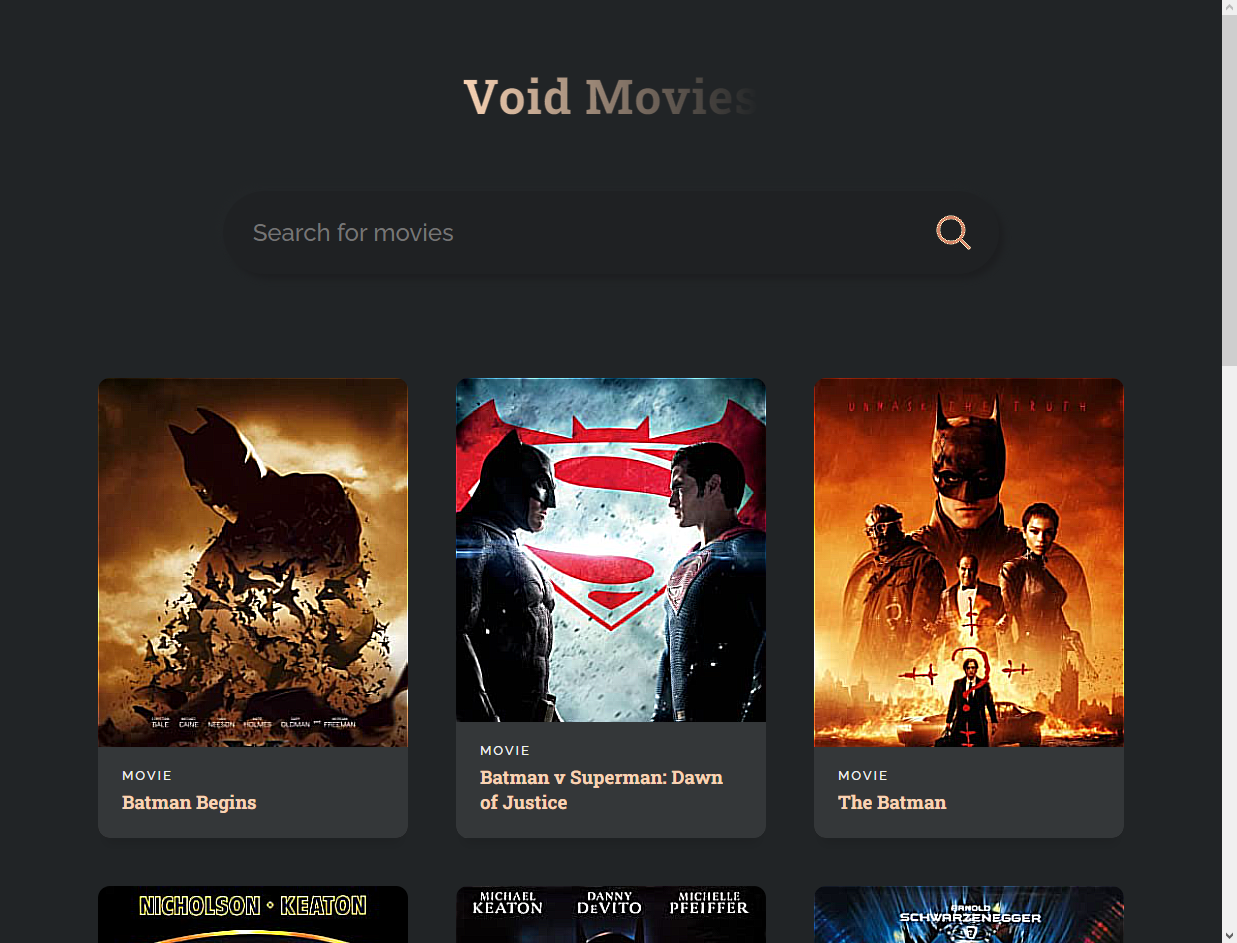 Void Movies
Search for movies
UNMASK THE TRUTH
BALE CAINE NEESON HOLMES OLDMAN FREEMAN
MOVIE
Batman Begins
MOVIE
Batman v Superman: Dawn
of Justice
MOVIE
The Batman
NICHOLSON • KEATON
MICHAEL DANNY MICHELLE
KEATON DEVITO PFEIFFER
ARNOLD
SCHWARZENEGGER